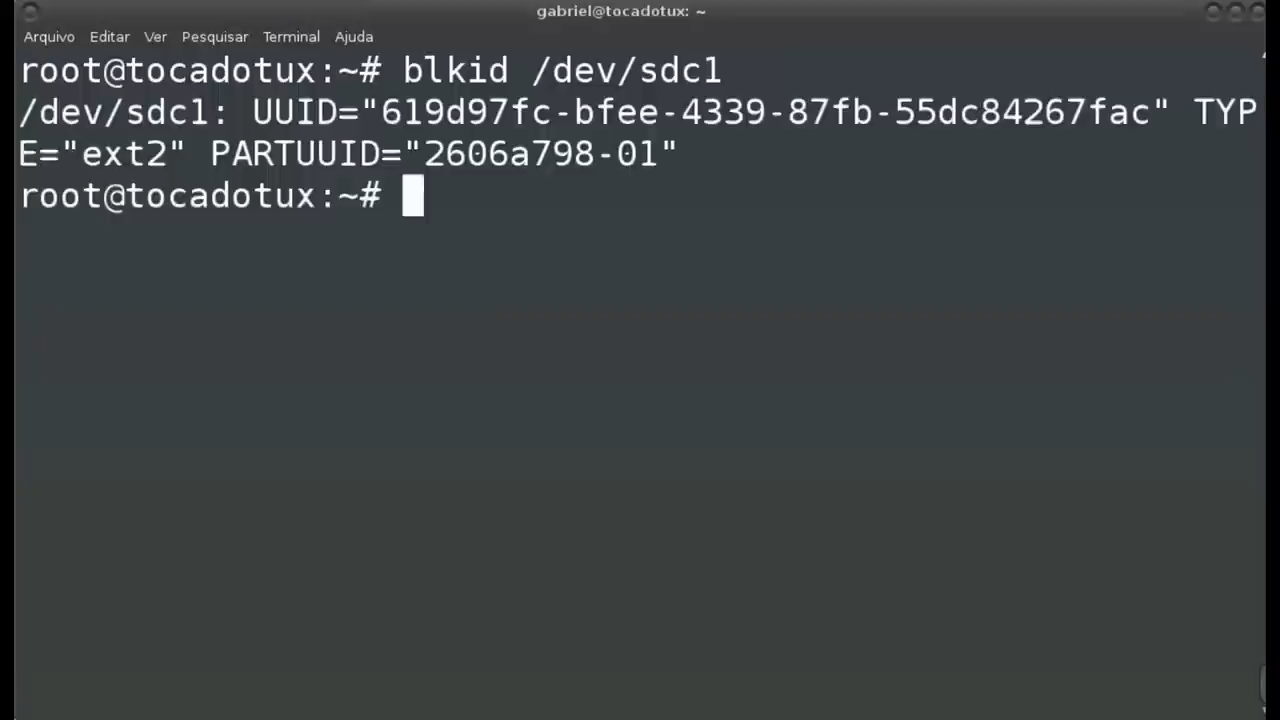 gabriel@tocadotux: ~
Arquivo Editar Ver Pesquisar Terminal Ajuda
root@tocadotux:~# blkid /dev/sdc1
/dev/sdc1: UUID="619d97fc-bfee-4339-87fb-55dc84267fac" TYP
E="ext2" PARTUUID="2606a798-01"
root@tocadotux:~#